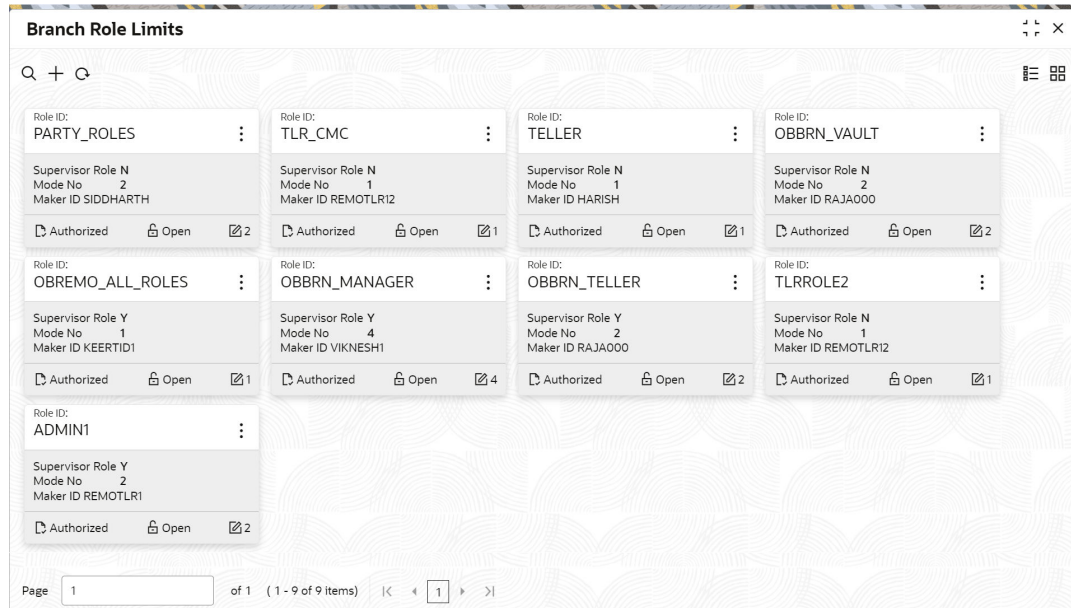 Branch Role Limits
Role ID:
PARTY_ROLES
Supervisor Role N
Mode No 2
Maker ID SIDDHARTH
Authorized Open 2
Role ID:
TLR_CMC
Supervisor Role N
Mode No 1
Maker ID REMOTLR12
Authorized Open 1
Role ID:
TELLER
Supervisor Role N
Mode No 1
Maker ID HARISH
Authorized Open 1
Role ID:
OBBRN_VAULT
Supervisor Role N
Mode No 2
Maker ID RAJA000
Authorized Open 2
Role ID:
OBREMO_ALL_ROLES
Supervisor Role Y
Mode No 1
Maker ID KEERTID1
Authorized Open 1
Role ID:
OBBRN_MANAGER
Supervisor Role Y
Mode No 4
Maker ID VIKNESH1
Authorized Open 4
Role ID:
OBBRN_TELLER
Supervisor Role Y
Mode No 2
Maker ID RAJA000
Authorized Open 2
Role ID:
TLRROLE2
Supervisor Role N
Mode No 1
Maker ID REMOTLR12
Authorized Open 1
Role ID:
ADMIN1
Supervisor Role Y
Mode No 2
Maker ID REMOTLR1
Authorized Open 2
Page 1 of 1 (1 - 9 of 9 items) 1